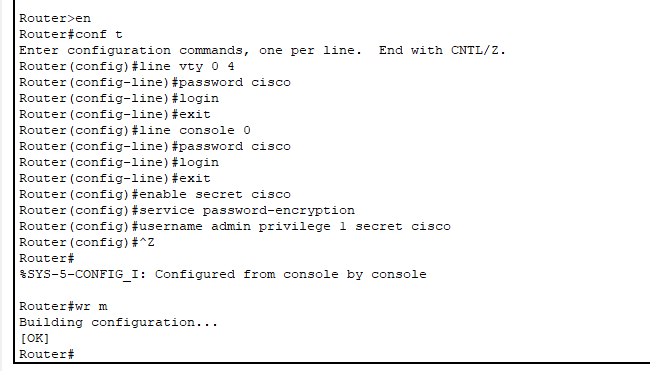 Router>en
Router#conf t
Enter configuration commands, one per line.  End with CNTL/Z.
Router(config)#line vty 0 4
Router(config-line)#password cisco
Router(config-line)#login
Router(config-line)#exit
Router(config)#line console 0
Router(config-line)#password cisco
Router(config-line)#login
Router(config-line)#exit
Router(config)#enable secret cisco
Router(config)#service password-encryption
Router(config)#username admin privilege 1 secret cisco
Router(config)#^Z
Router#
%SYS-5-CONFIG_I: Configured from console by console
Router#wr m
Building configuration...
[OK]
Router#